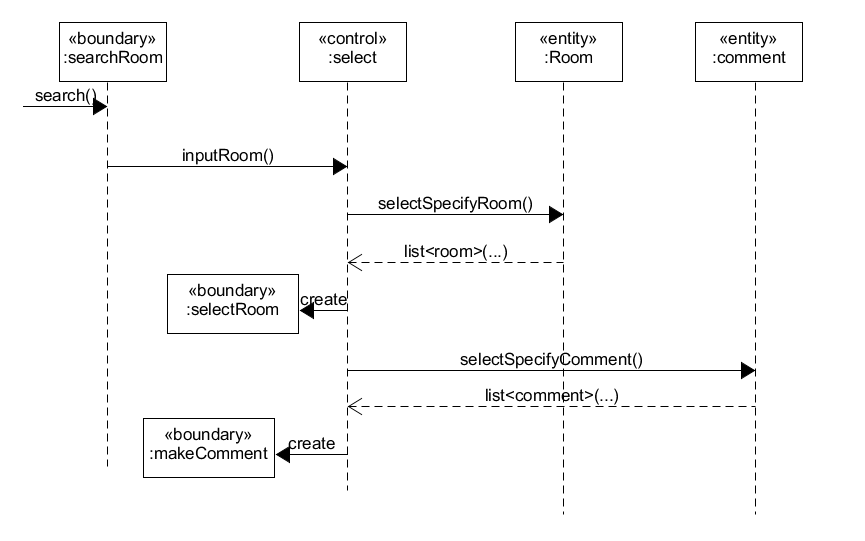 «boundary»
:searchRoom
«control»
:select
«entity»
:Room
«entity»
:comment
search()
inputRoom()
selectSpecifyRoom()
list<room>(...)
«boundary»
:selectRoom
create
selectSpecifyComment()
list<comment>(...)
«boundary»
:makeComment
create